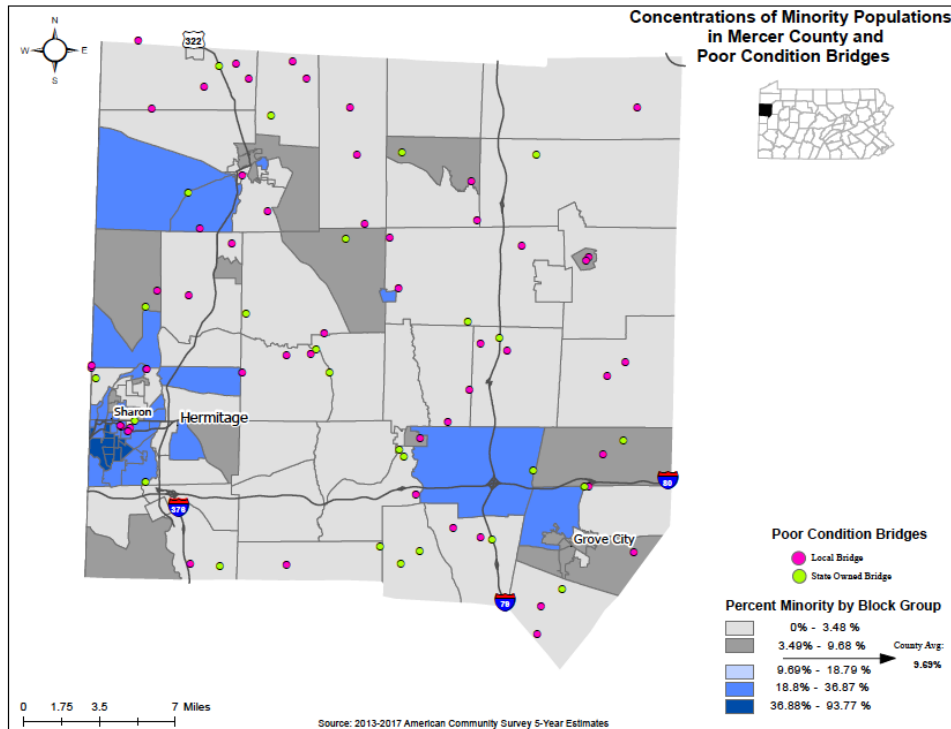 Concentrations of Minority Populations
in Mercer County and
Poor Condition Bridges
N
W
E
S
322
Sharon
Hermitage
80
376
Grove City
79
Poor Condition Bridges
Local Bridge
State Owned Bridge
Percent Minority by Block Group
0% - 3.48 %
3.49% - 9.68 %
County Avg:
9.69%
9.69% - 18.79 %
18.8% - 36.87 %
36.88% - 93.77 %
0 1.75 3.5 7 Miles
Source: 2013-2017 American Community Survey 5-Year Estimates